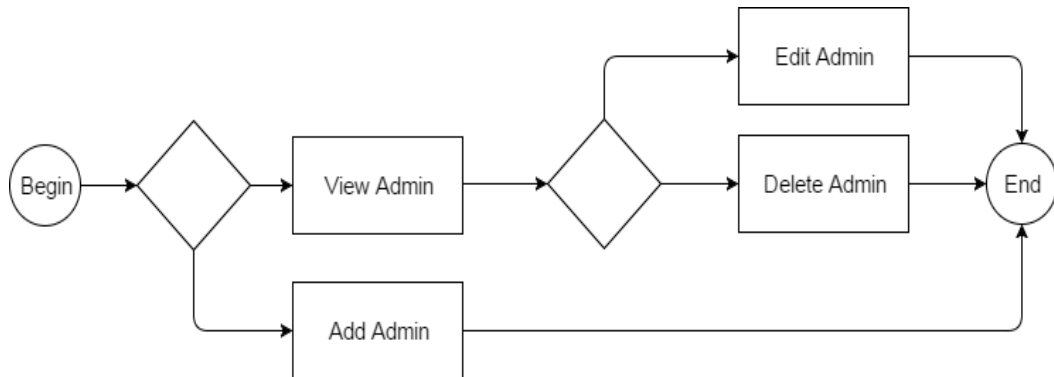 Begin
View Admin
Add Admin
Edit Admin
Delete Admin
End